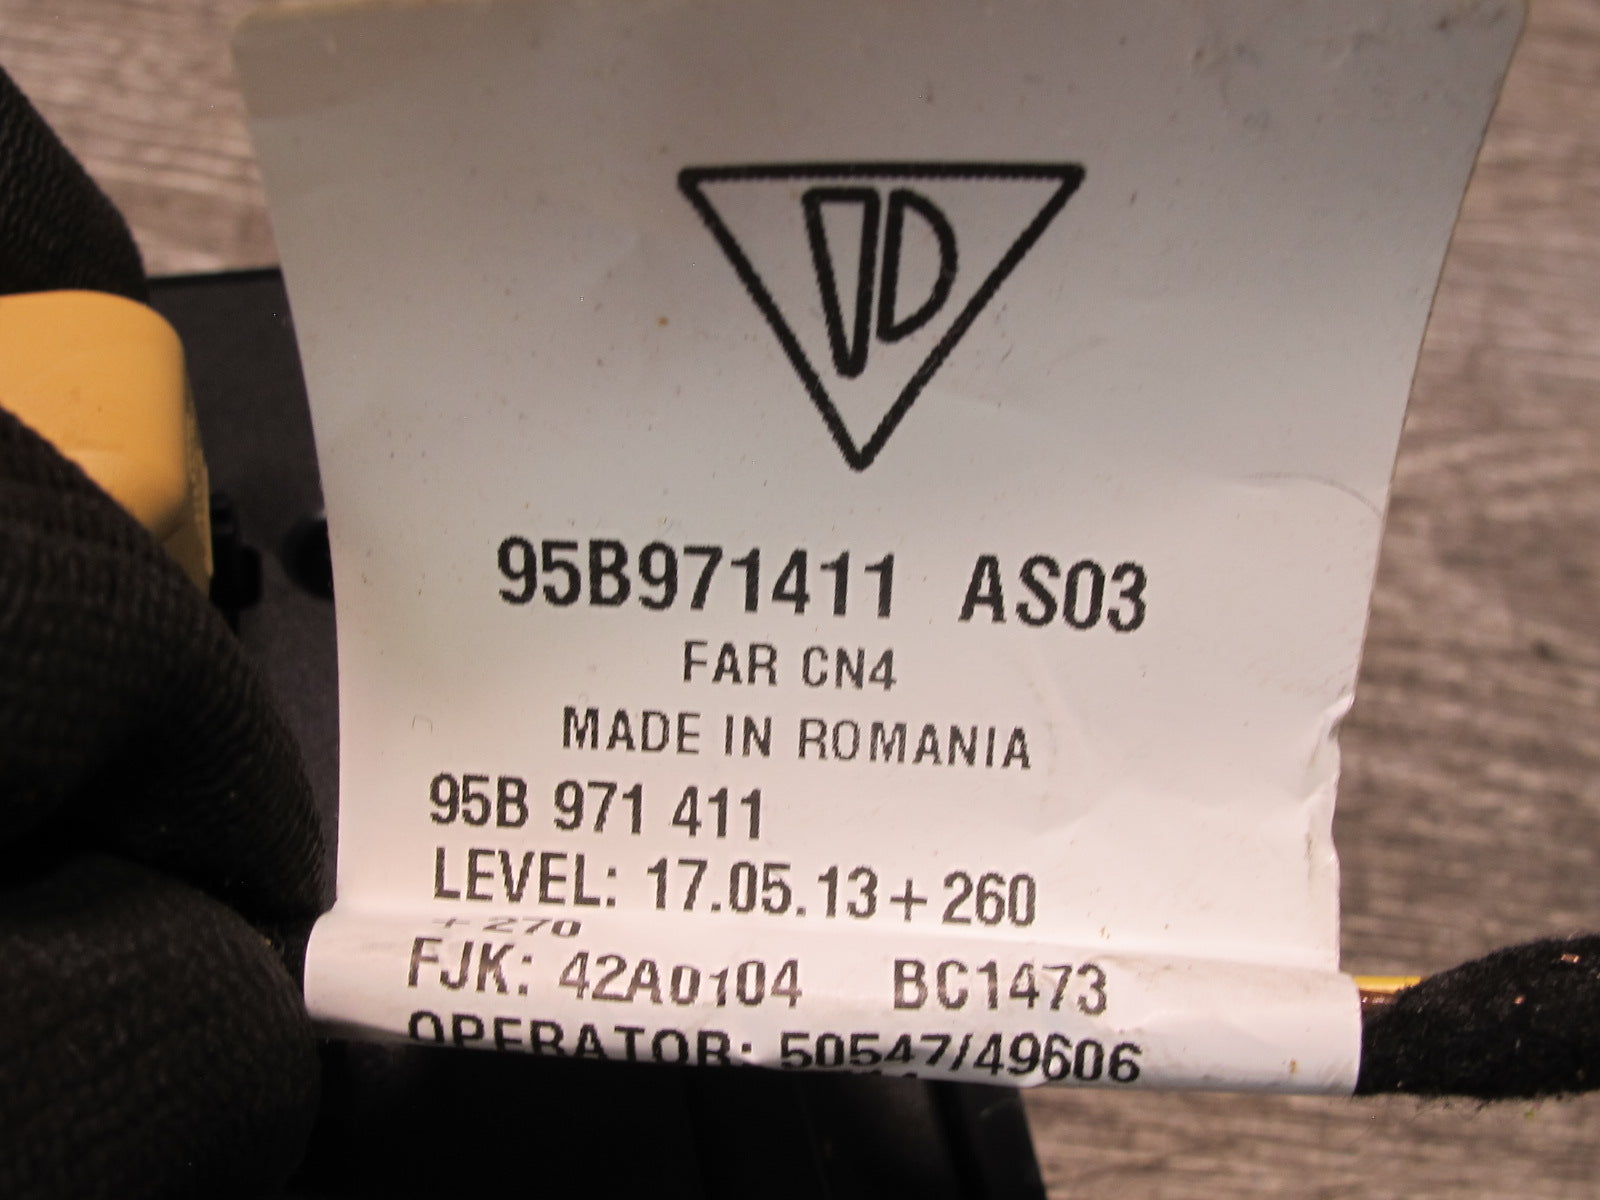 95B971411 AS03
FAR CN4
MADE IN ROMANIA
95B 971 411
LEVEL: 17.05.13+260
+270
FJK: 42A0104 BC1473
OPERATOR: 50547/49606